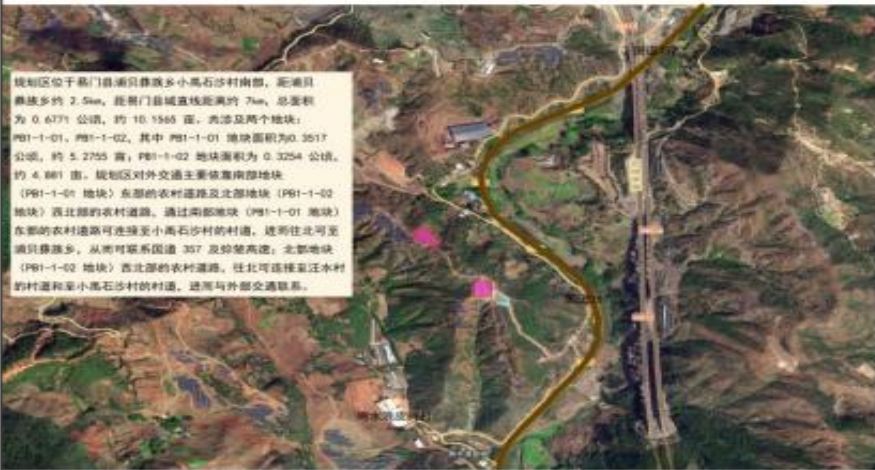 规划区位于易门县浦贝彝族乡小禹石沙村南部，距浦贝
彝族乡约 2.5km，距易门县城直线距离约 7km，总面积
为 0.6771 公顷，约 10.1565 亩。共涉及两个地块：
PB1-1-01、PB1-1-02，其中 PB1-1-01 地块面积为0.3517
公顷，约 5.2755 亩；PB1-1-02 地块面积为 0.3254 公顷，
约 4.881 亩。规划区对外交通主要依靠南部地块
（PB1-1-01 地块）东部的农村道路及北部地块（PB1-1-02
地块）西北部的农村道路，通过南部地块（PB1-1-01 地块）
东部的农村道路可连接至小禹石沙村的村道，进而往北可至
浦贝彝族乡，从而可联系国道 357 及弥楚高速；北部地块
（PB1-1-02 地块）西北部的农村道路，往北可连接至汪水村
的村道和至小禹石沙村的村道，进而与外部交通联系。